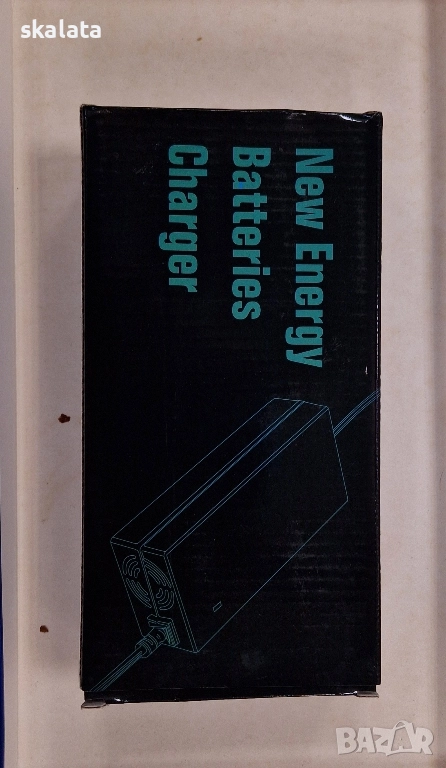 skalata
New Energy
Batteries
Charger
BAZAR